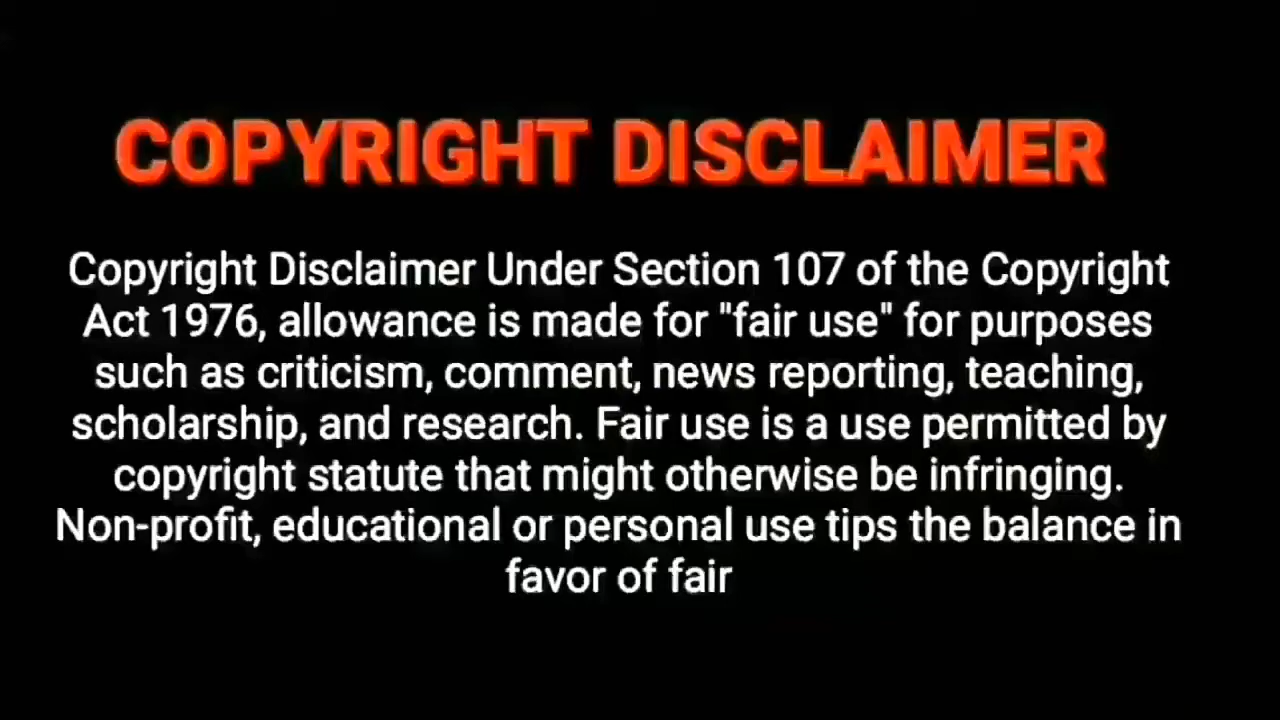 COPYRIGHT DISCLAIMER
Copyright Disclaimer Under Section 107 of the Copyright
Act 1976, allowance is made for "fair use" for purposes
such as criticism, comment, news reporting, teaching,
scholarship, and research. Fair use is a use permitted by
copyright statute that might otherwise be infringing.
Non-profit, educational or personal use tips the balance in
favor of fair